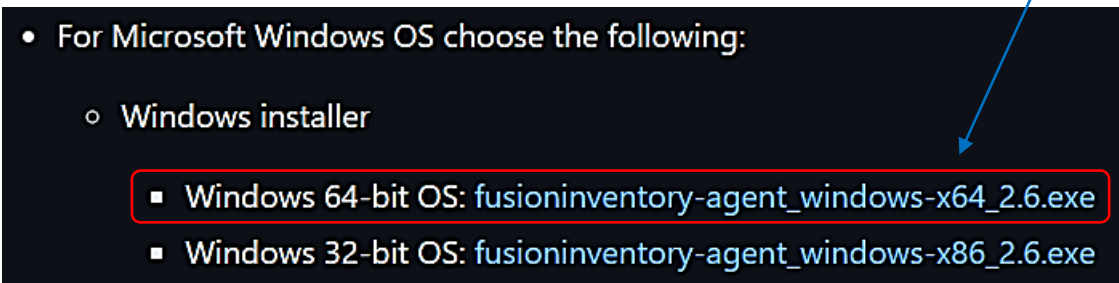 For Microsoft Windows OS choose the following:
Windows installer
Windows 64-bit OS: fusioninventory-agent_windows-x64_2.6.exe
Windows 32-bit OS: fusioninventory-agent_windows-x86_2.6.exe